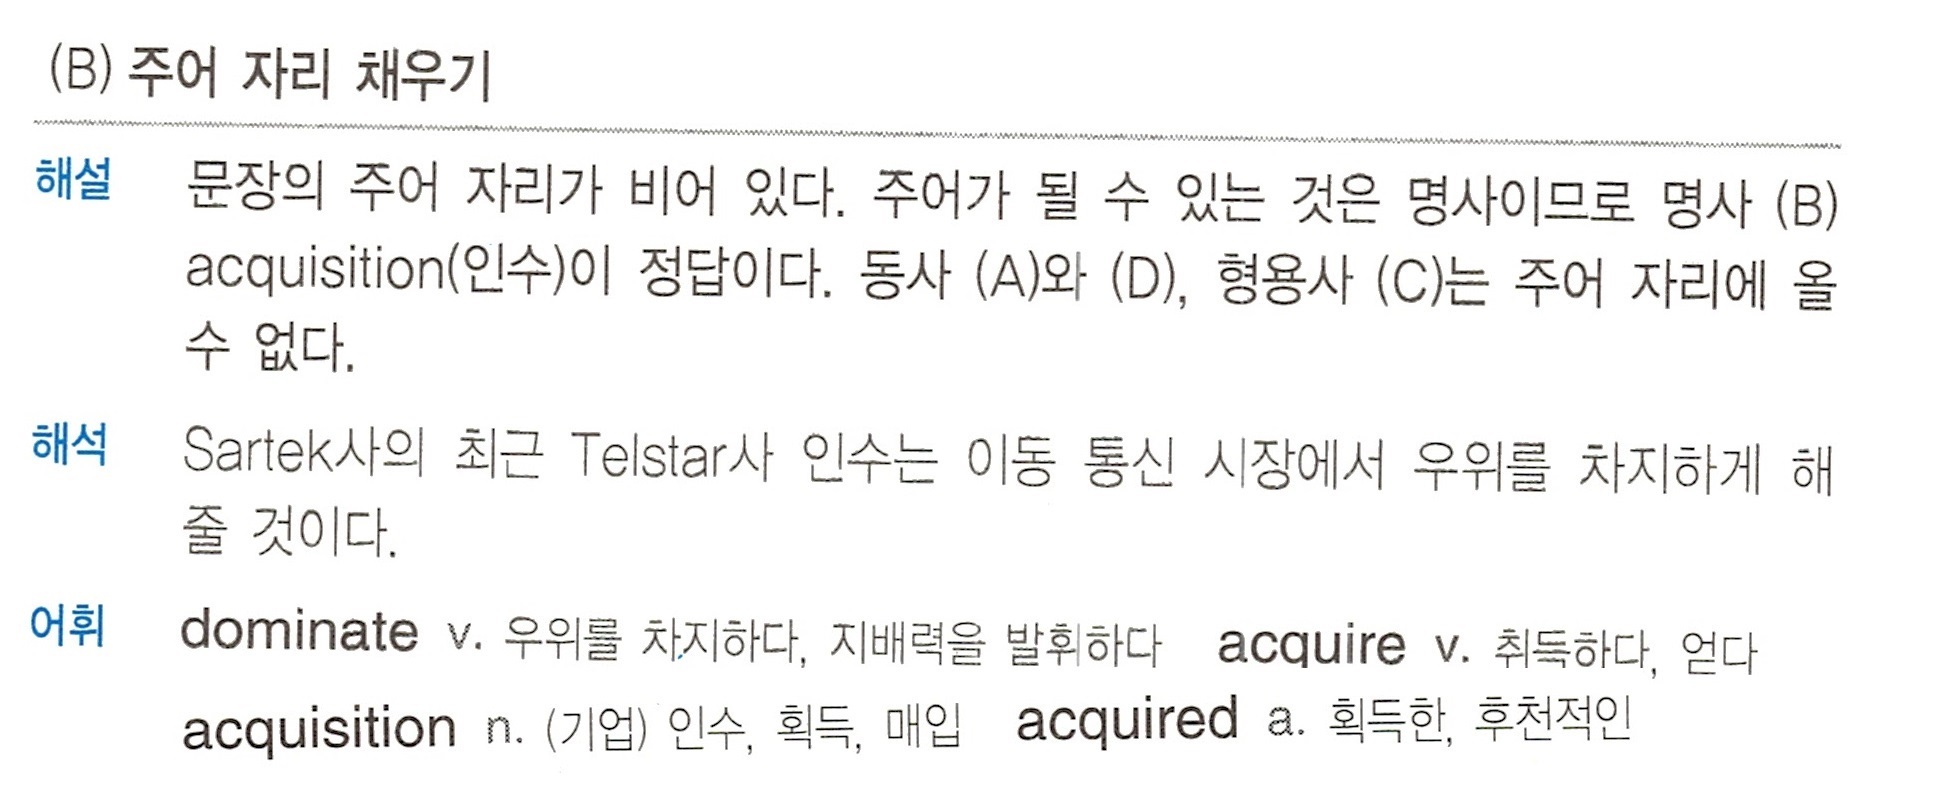 (B) 주어 자리 채우기
해설 문장의 주어 자리가 비어 있다. 주어가 될 수 있는 것은 명사이므로 명사 (B)
acquisition(인수)이 정답이다. 동사 (A)와 (D), 형용사 (C)는 주어 자리에 올
수 없다.
해석 Sartek사의 최근 Telstar사 인수는 이동 통신 시장에서 우위를 차지하게 해
줄 것이다.
어휘 dominate v. 우위를 차지하다, 지배력을 발휘하다 acquire v. 취득하다, 얻다
acquisition n. (기업) 인수, 획득, 매입 acquired a. 획득한, 후천적인